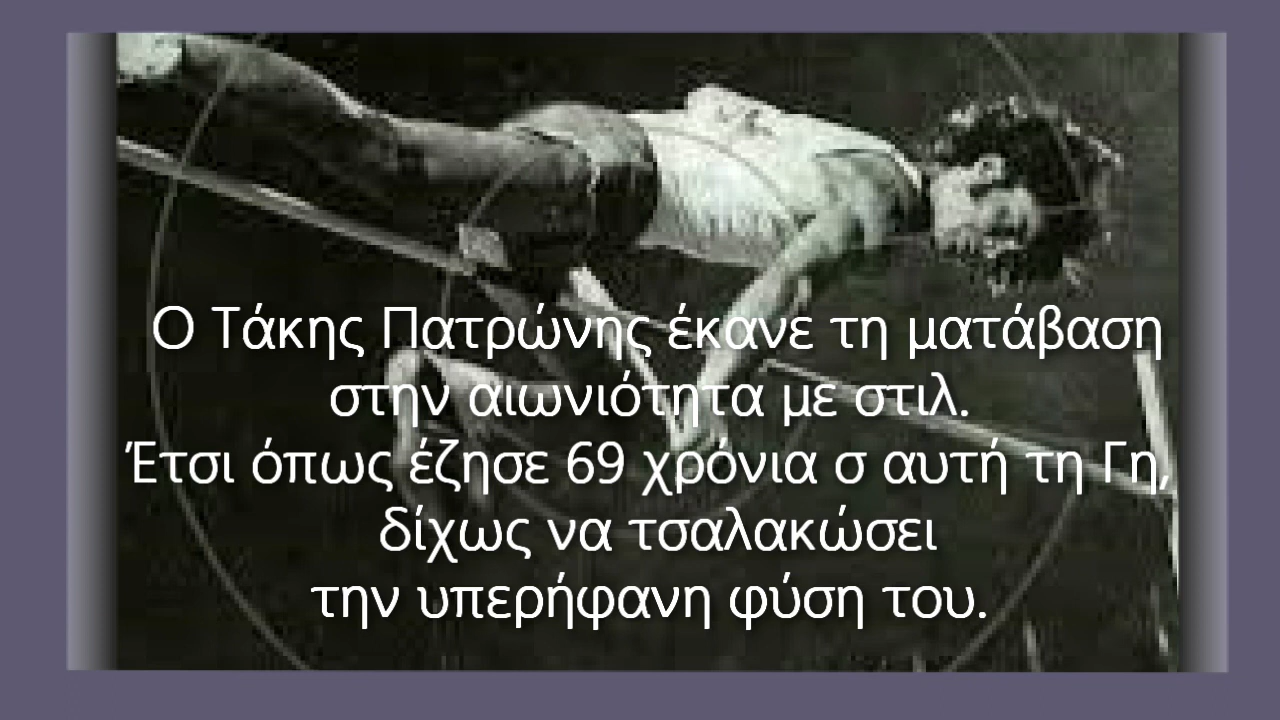 Ο Τάκης Πατρώνης έκανε τη ματάβαση
στην αιωνιότητα με στιλ.
Έτσι όπως έζησε 69 χρόνια σ αυτή τη Γη,
δίχως να τσαλακώσει
την υπερήφανη φύση του.